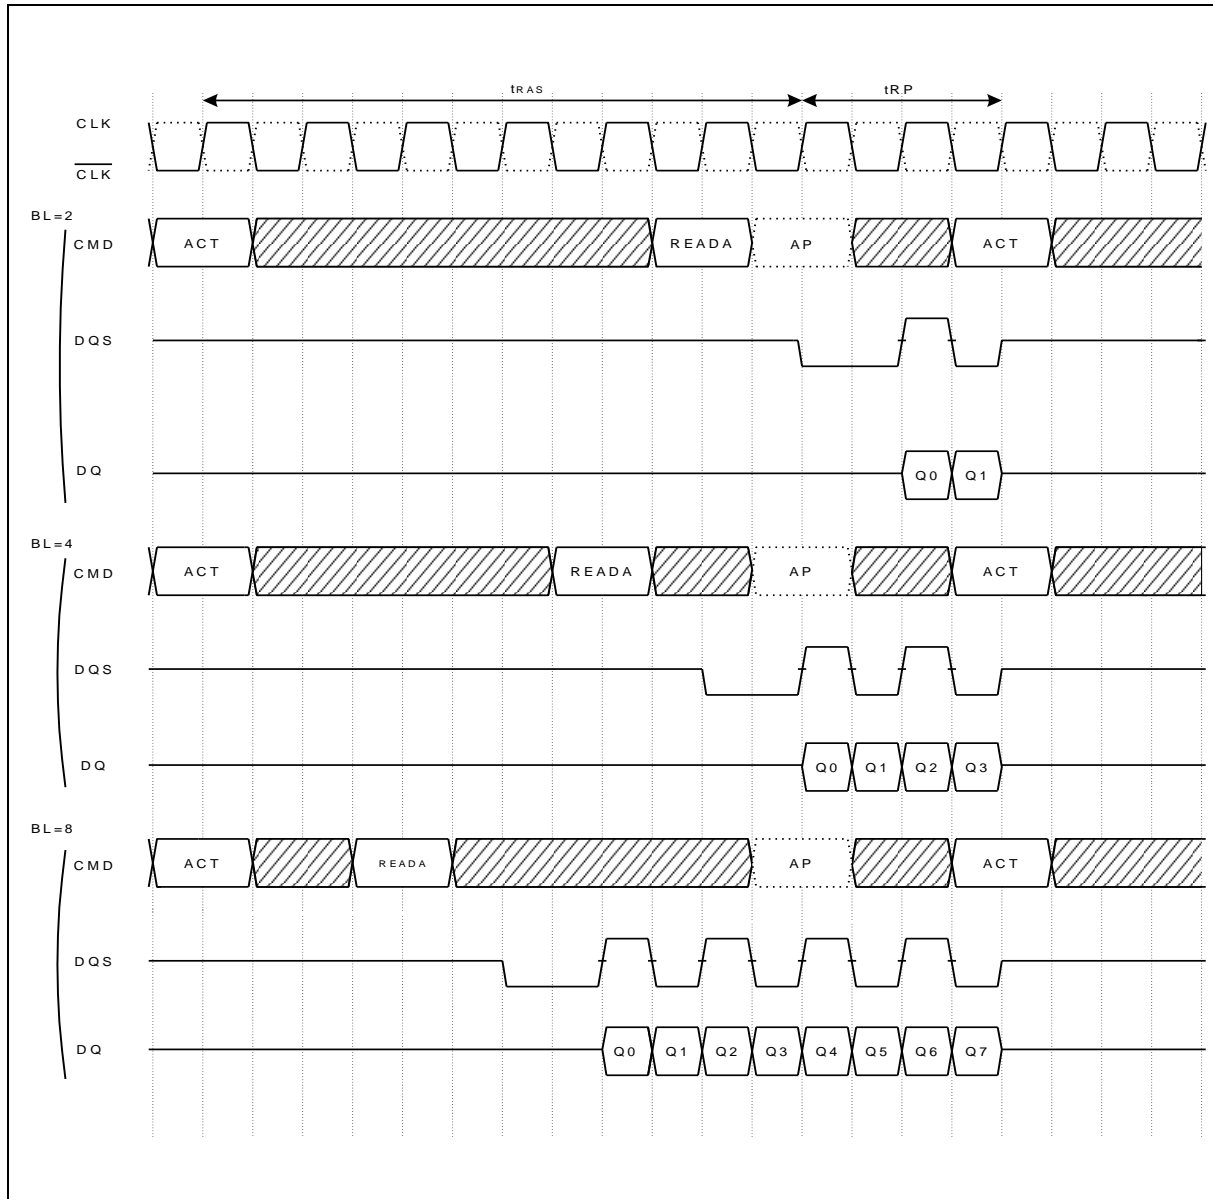 tRAS tRP
CLK
CLK
BL=2
CMD ACT READA AP ACT
DQS
DQ Q0 Q1
BL=4
CMD ACT READA AP ACT
DQS
DQ Q0 Q1 Q2 Q3
BL=8
CMD ACT READA AP ACT
DQS
DQ Q0 Q1 Q2 Q3 Q4 Q5 Q6 Q7